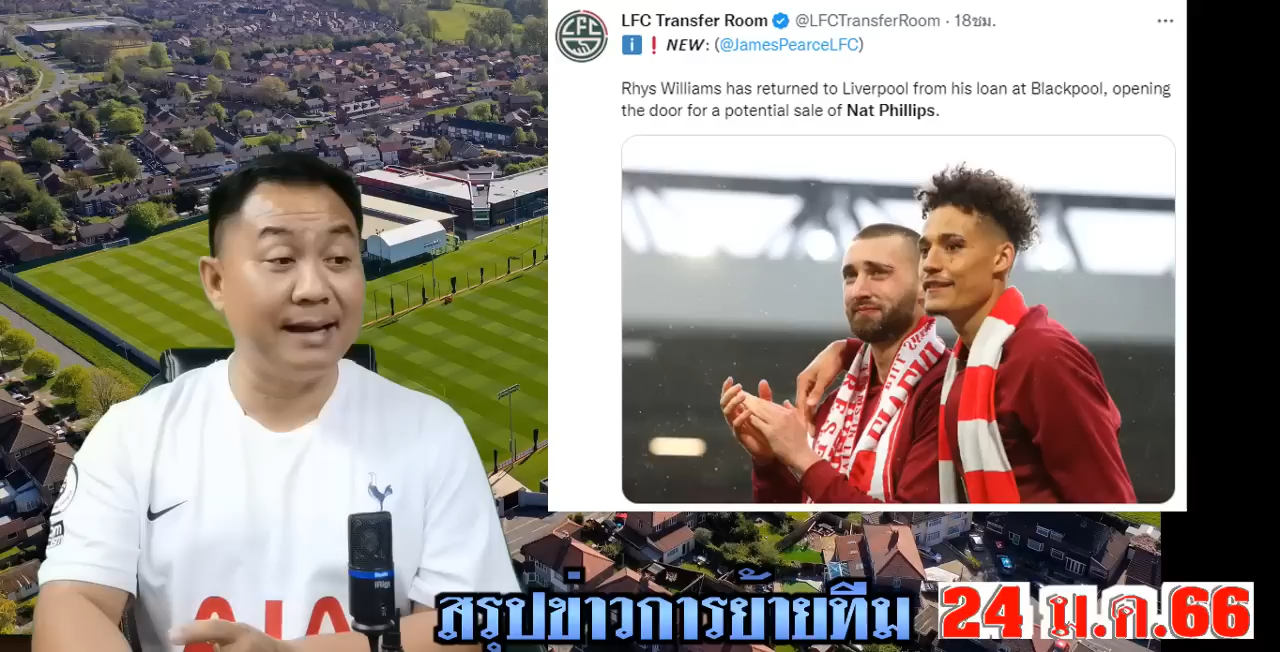 LFC Transfer Room @LFCTransferRoom · 18ชม.
NEW: (@JamesPearceLFC)
Rhys Williams has returned to Liverpool from his loan at Blackpool, opening
the door for a potential sale of Nat Phillips.
LFC
AIA
สรุปข่าวการย้ายทีม 24 ม.ค.66